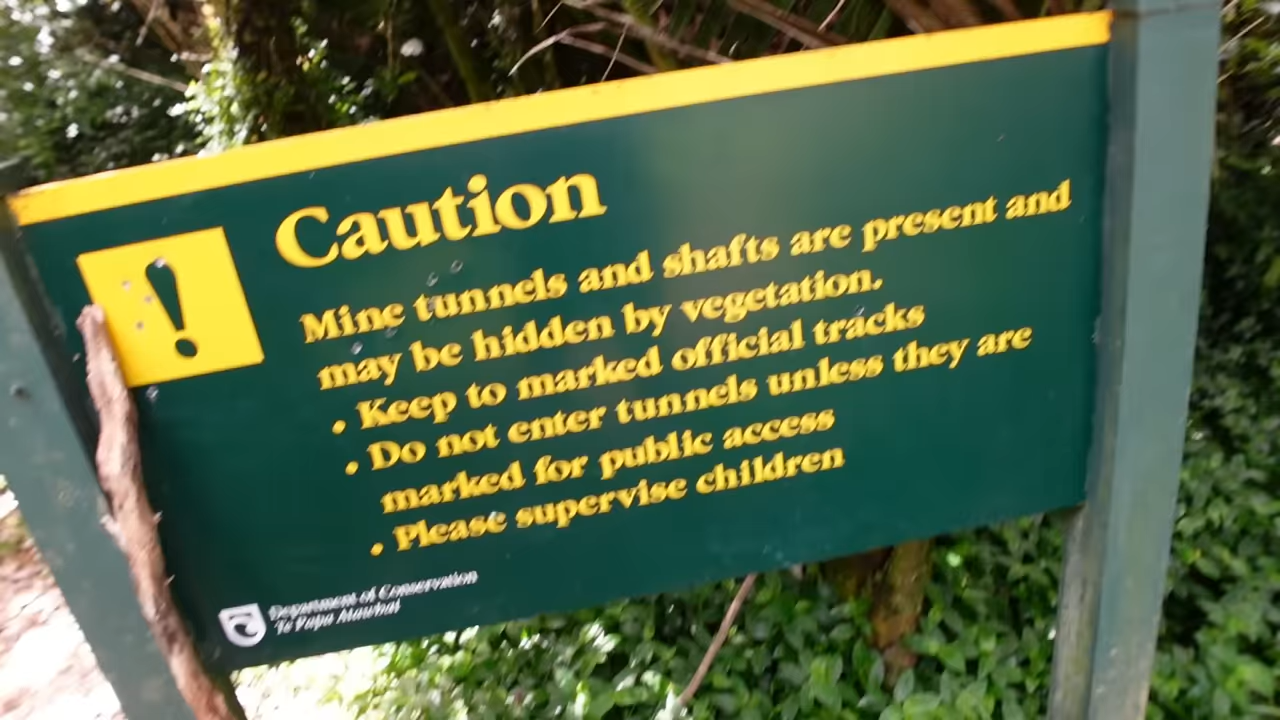 !
Caution
Mine tunnels and shafts are present and
may be hidden by vegetation.
• Keep to marked official tracks
• Do not enter tunnels unless they are
marked for public access
• Please supervise children
Department of Conservation
Te Papa Atawhai